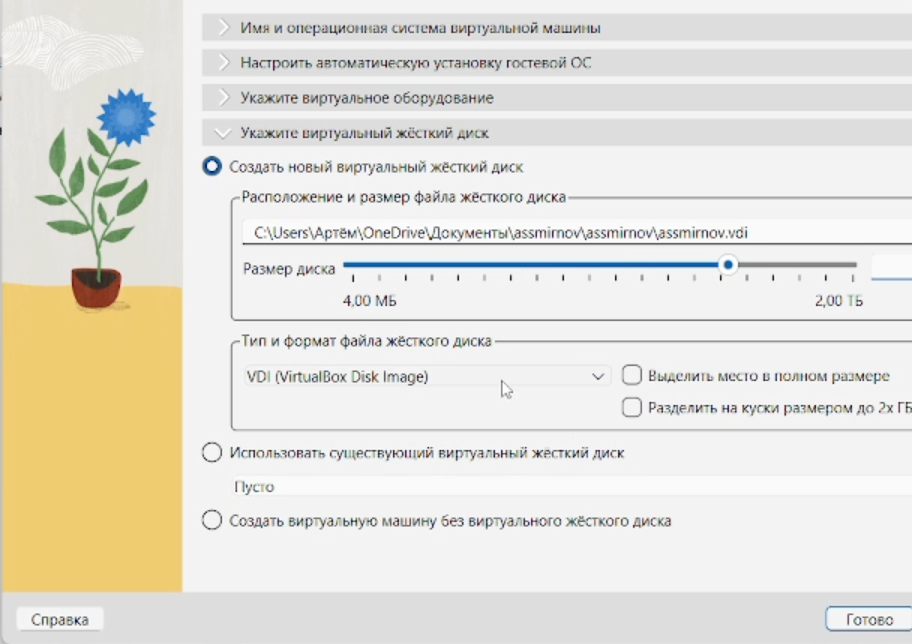 Имя и операционная система виртуальной машины
Настроить автоматическую установку гостевой ОС
Укажите виртуальное оборудование
Укажите виртуальный жёсткий диск
Создать новый виртуальный жёсткий диск
Расположение и размер файла жёсткого диска
C:\Users\Артём\OneDrive\Документы\assmirnov\assmirnov\assmirnov.vdi
Размер диска
4,00 МБ 2,00 ТБ
Тип и формат файла жёсткого диска
VDI (VirtualBox Disk Image) Выделить место в полном размере
Разделить на куски размером до 2х ГБ
Использовать существующий виртуальный жёсткий диск
Пусто
Создать виртуальную машину без виртуального жёсткого диска
Справка Готово